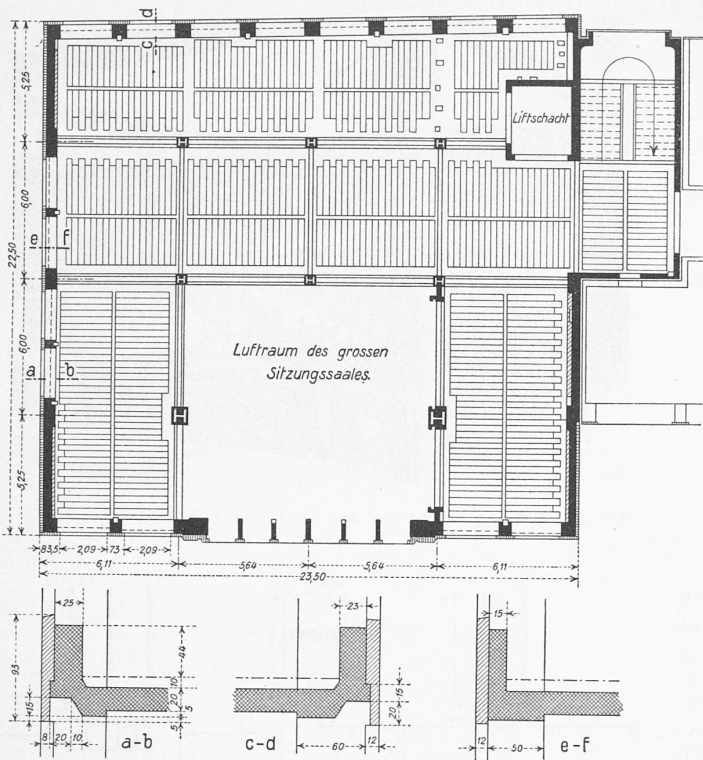 d
c
5,25
Liftschacht
6,00
22,50
e f
6,00
Luftraum des grossen
Sitzungssaales.
a b
5,25
83,5 2,09 73 2,09
6,11 5,64 5,64 6,11
23,50
25
93
44
10
20
5
15
5
8 20 10
a-b
23
15
20
60 12
c-d
15
12 50
e-f